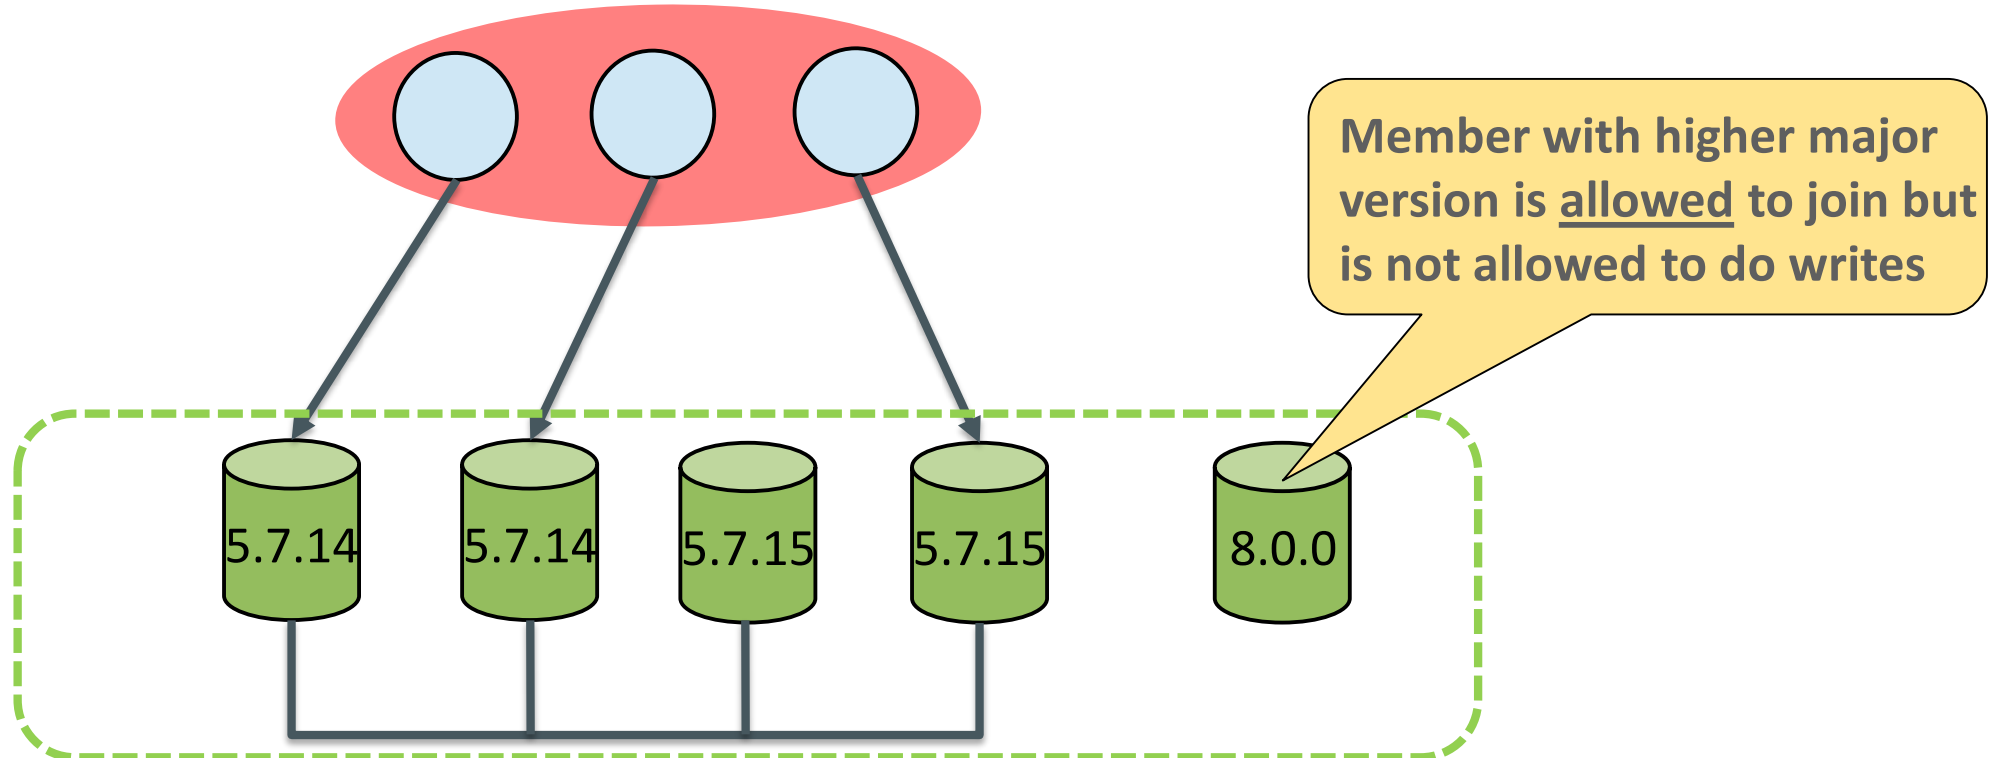 Member with higher major
version is allowed to join but
is not allowed to do writes
5.7.14
5.7.14
5.7.15
5.7.15
8.0.0